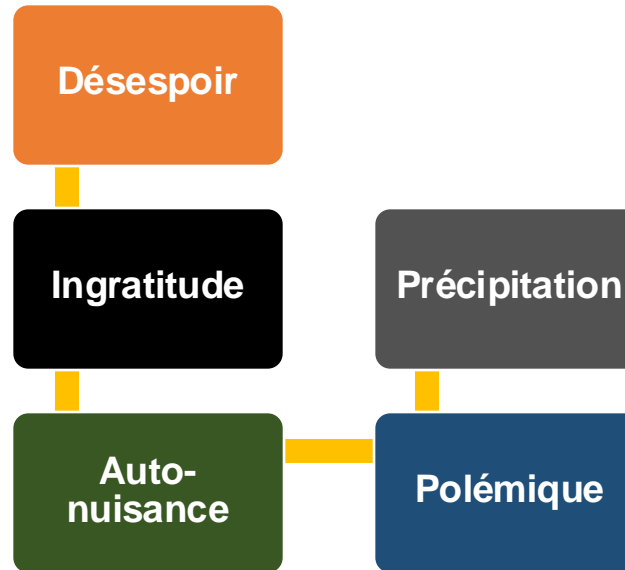 Désespoir
Ingratitude
Auto-
nuisance
Polémique
Précipitation